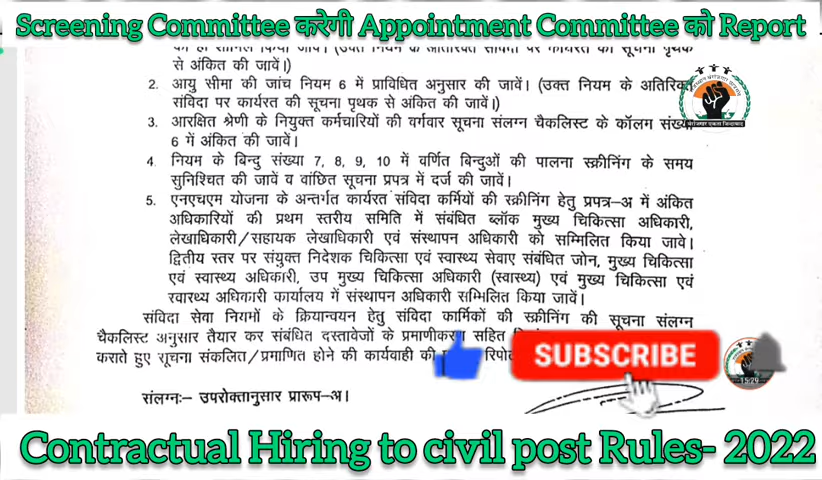 Screening Committee करेगी Appointment Committee को Report
से अंकित की जावें।)
2. आयु सीमा की जांच नियम 6 में प्राविधित अनुसार की जावें। (उक्त नियम के अतिरिक्त
संविदा पर कार्यरत की सूचना पृथक से अंकित की जावें।)
3. आरक्षित श्रेणी के नियुक्त कर्मचारियों की वर्गवार सूचना संलग्न चैकलिस्ट के कॉलम संख्या
6 में अंकित की जावें।
4. नियम के बिन्दु संख्या 7, 8, 9, 10 में वर्णित बिन्दुओं की पालना स्क्रीनिंग के समय
सुनिश्चित की जावें व वांछित सूचना प्रपत्र में दर्ज की जावें।
5. एनएचएम योजना के अन्तर्गत कार्यरत संविदा कर्मियों की स्क्रीनिंग हेतु प्रपत्र–अ में अंकित
अधिकारियों की प्रथम स्तरीय समिति में संबंधित ब्लॉक मुख्य चिकित्सा अधिकारी,
लेखाधिकारी/सहायक लेखाधिकारी एवं संस्थापन अधिकारी को सम्मिलित किया जावे।
द्वितीय स्तर पर संयुक्त निदेशक चिकित्सा एवं स्वास्थ्य सेवाए संबंधित जोन, मुख्य चिकित्सा
एवं स्वास्थ्य अधिकारी, उप मुख्य चिकित्सा अधिकारी (स्वास्थ्य) एवं मुख्य चिकित्सा एवं
स्वास्थ्य अधिकारी कार्यालय में संस्थापन अधिकारी सम्मिलित किया जावें।
संविदा सेवा नियमों के क्रियान्वयन हेतु संविदा कार्मिकों की स्क्रीनिंग की सूचना संलग्न
चैकलिस्ट अनुसार तैयार कर संबंधित दस्तावेजों के प्रमाणीकरण सहित
कराते हुए सूचना संकलित/प्रमाणित होने की कार्यवाही की
SUBSCRIBE
15:29
संलग्नः– उपरोक्तानुसार प्रारूप–अ।
Contractual Hiring to civil post Rules- 2022